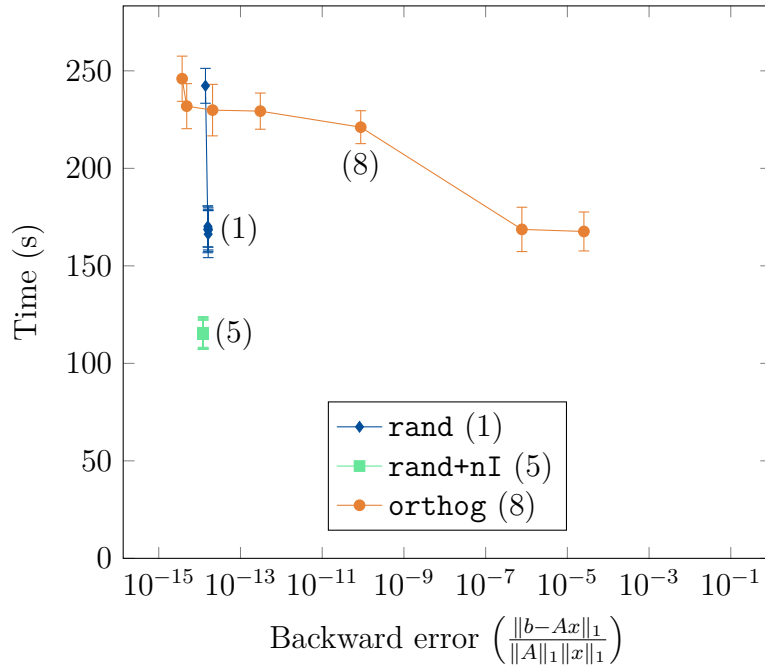 250
200
150
100
50
0
Time (s)
(8)
(1)
(5)
rand (1)
rand+nI (5)
orthog (8)
10⁻¹⁵ 10⁻¹³ 10⁻¹¹ 10⁻⁹ 10⁻⁷ 10⁻⁵ 10⁻³ 10⁻¹
Backward error (‖b−Ax‖₁ / ‖A‖₁‖x‖₁)